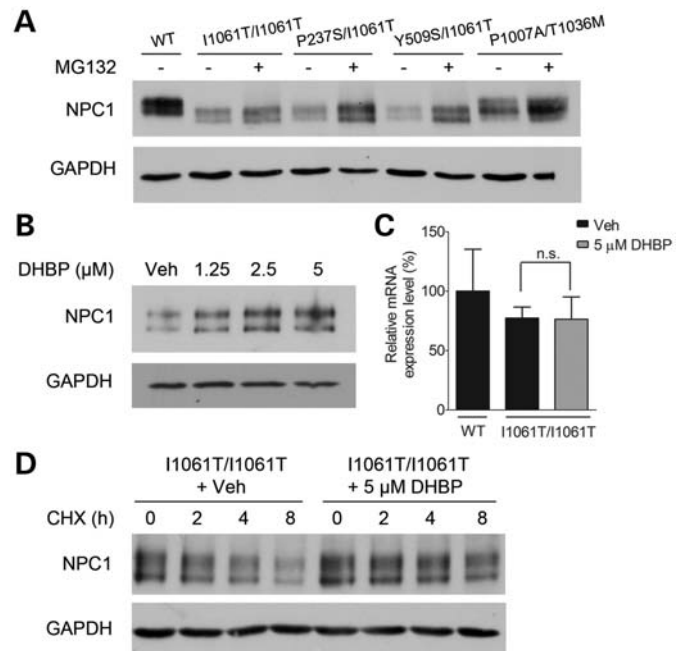 A
WT I1061T/I1061T P237S/I1061T Y509S/I1061T P1007A/T1036M
MG132 - - + - + - + - +
NPC1
GAPDH
B
DHBP (μM) Veh 1.25 2.5 5
NPC1
GAPDH
C
Veh
5 μM DHBP
Relative mRNA
expression level (%)
150
100
50
0
n.s.
WT I1061T/I1061T
D
I1061T/I1061T I1061T/I1061T
+ Veh + 5 μM DHBP
CHX (h) 0 2 4 8 0 2 4 8
NPC1
GAPDH